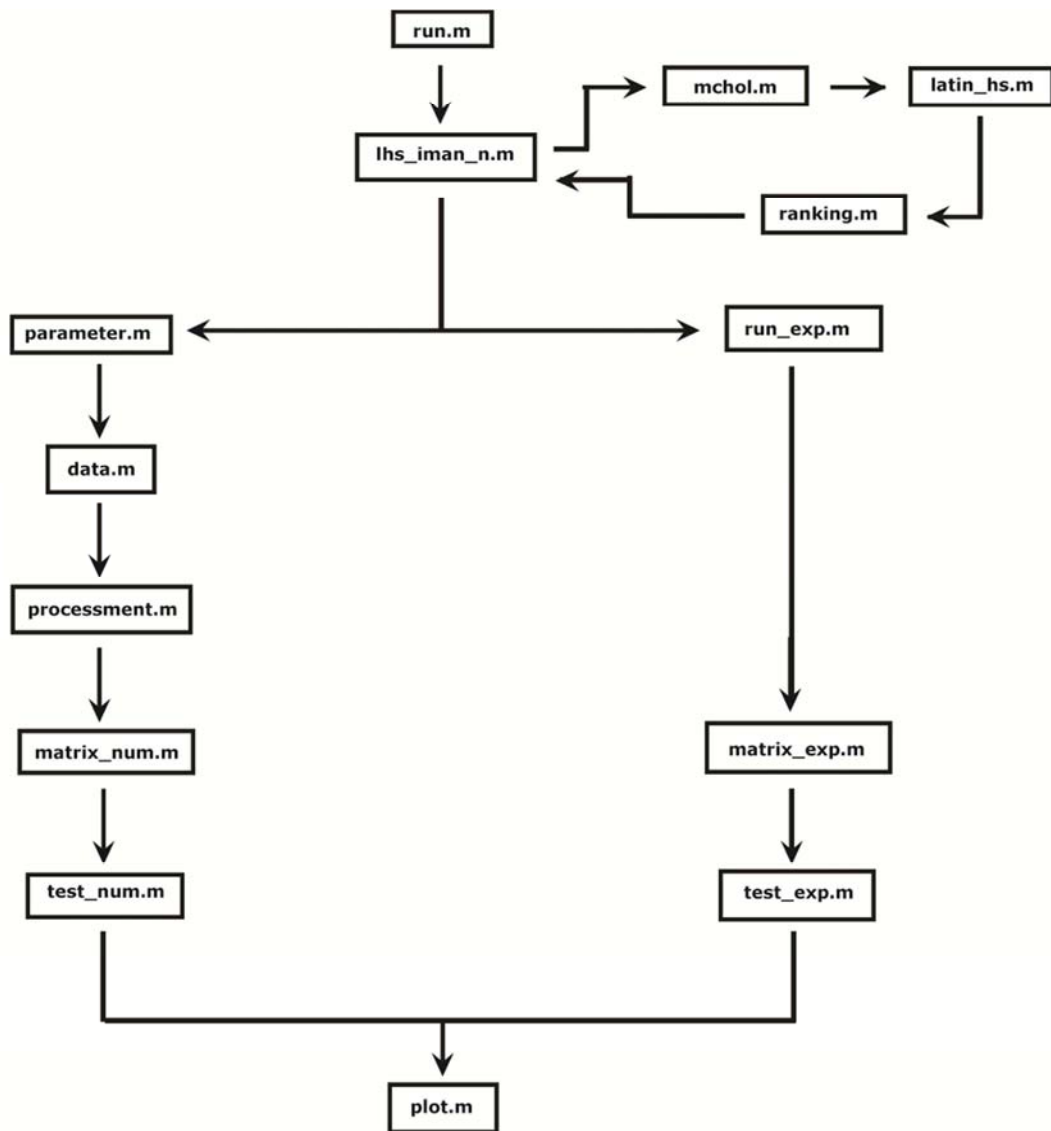 run.m
mchol.m
latin_hs.m
lhs_iman_n.m
ranking.m
parameter.m
run_exp.m
data.m
processment.m
matrix_num.m
matrix_exp.m
test_num.m
test_exp.m
plot.m